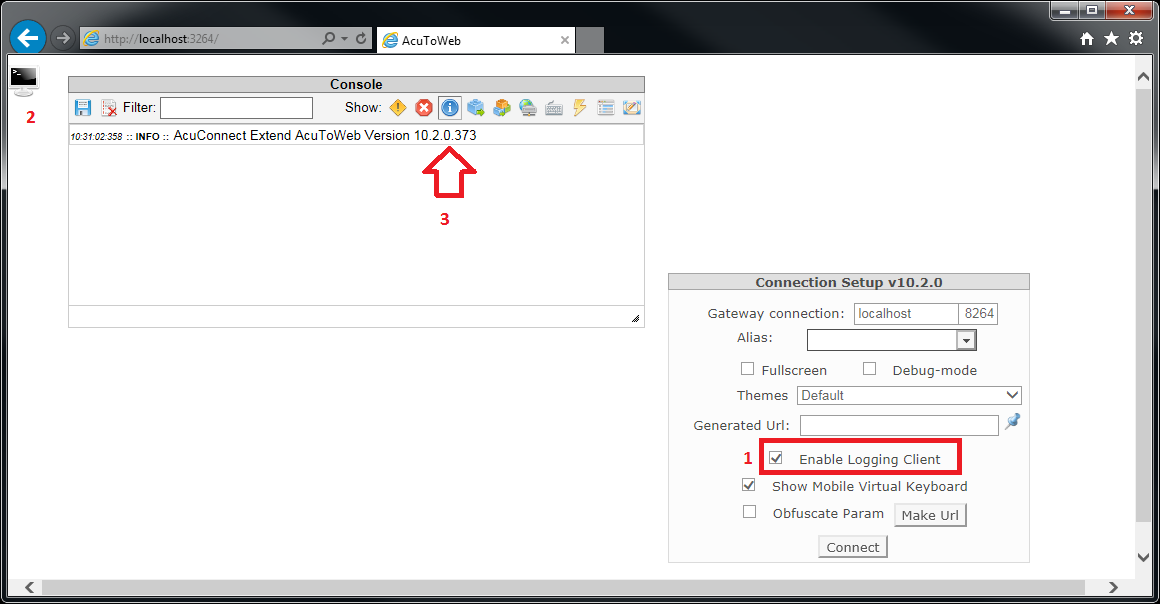 http://localhost:3264/
AcuToWeb
2
Console
Filter: Show:
10:31:02:358 :: INFO :: AcuConnect Extend AcuToWeb Version 10.2.0.373
3
Connection Setup v10.2.0
Gateway connection: localhost 8264
Alias:
Fullscreen Debug-mode
Themes Default
Generated Url:
1 Enable Logging Client
Show Mobile Virtual Keyboard
Obfuscate Param Make Url
Connect